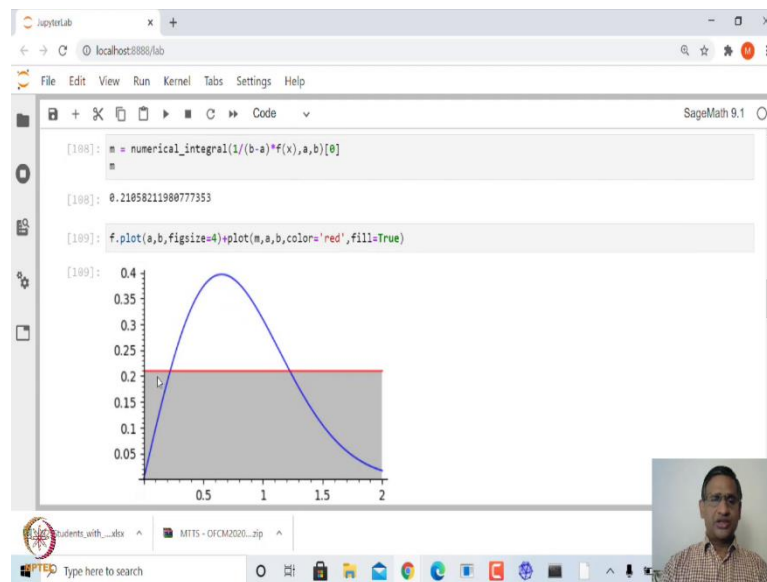 JupyterLab
localhost:8888/lab
M
File Edit View Run Kernel Tabs Settings Help
Code
SageMath 9.1
[108]: m = numerical_integral(1/(b-a)*f(x),a,b)[0]
m
[108]: 0.21058211980777353
[109]: f.plot(a,b,figsize=4)+plot(m,a,b,color='red',fill=True)
[109]:
0.4
0.35
0.3
0.25
0.2
0.15
0.1
0.05
0.5 1 1.5 2
Students_with_....xlsx
MTTS - OFCM2020....zip
NPTEL
Type here to search